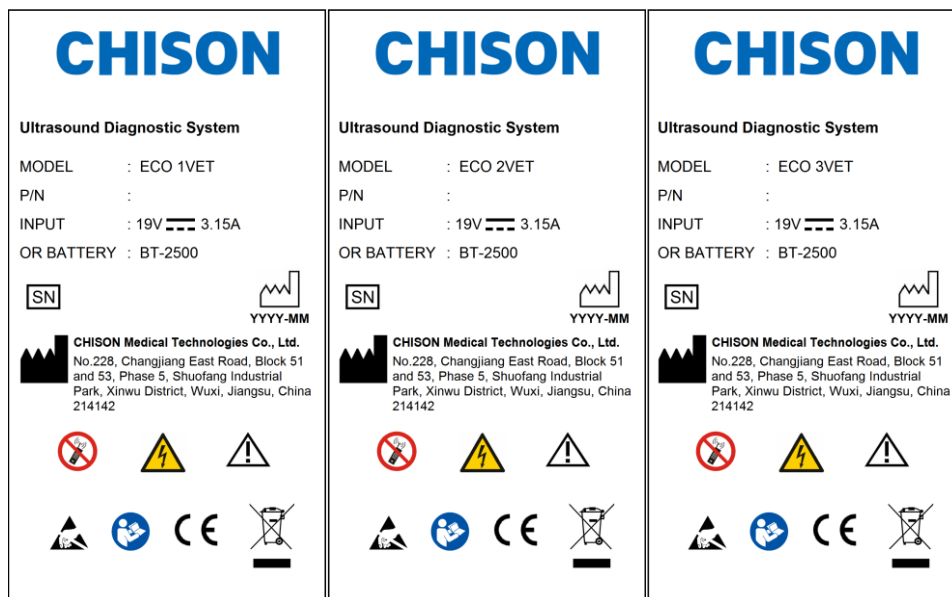 CHISON
Ultrasound Diagnostic System
MODEL : ECO 1VET
P/N :
INPUT : 19V 3.15A
OR BATTERY : BT-2500
SN
YYYY-MM
CHISON Medical Technologies Co., Ltd.
No.228, Changjiang East Road, Block 51
and 53, Phase 5, Shuofang Industrial
Park, Xinwu District, Wuxi, Jiangsu, China
214142
CE
CHISON
Ultrasound Diagnostic System
MODEL : ECO 2VET
P/N :
INPUT : 19V 3.15A
OR BATTERY : BT-2500
SN
YYYY-MM
CHISON Medical Technologies Co., Ltd.
No.228, Changjiang East Road, Block 51
and 53, Phase 5, Shuofang Industrial
Park, Xinwu District, Wuxi, Jiangsu, China
214142
CE
CHISON
Ultrasound Diagnostic System
MODEL : ECO 3VET
P/N :
INPUT : 19V 3.15A
OR BATTERY : BT-2500
SN
YYYY-MM
CHISON Medical Technologies Co., Ltd.
No.228, Changjiang East Road, Block 51
and 53, Phase 5, Shuofang Industrial
Park, Xinwu District, Wuxi, Jiangsu, China
214142
CE